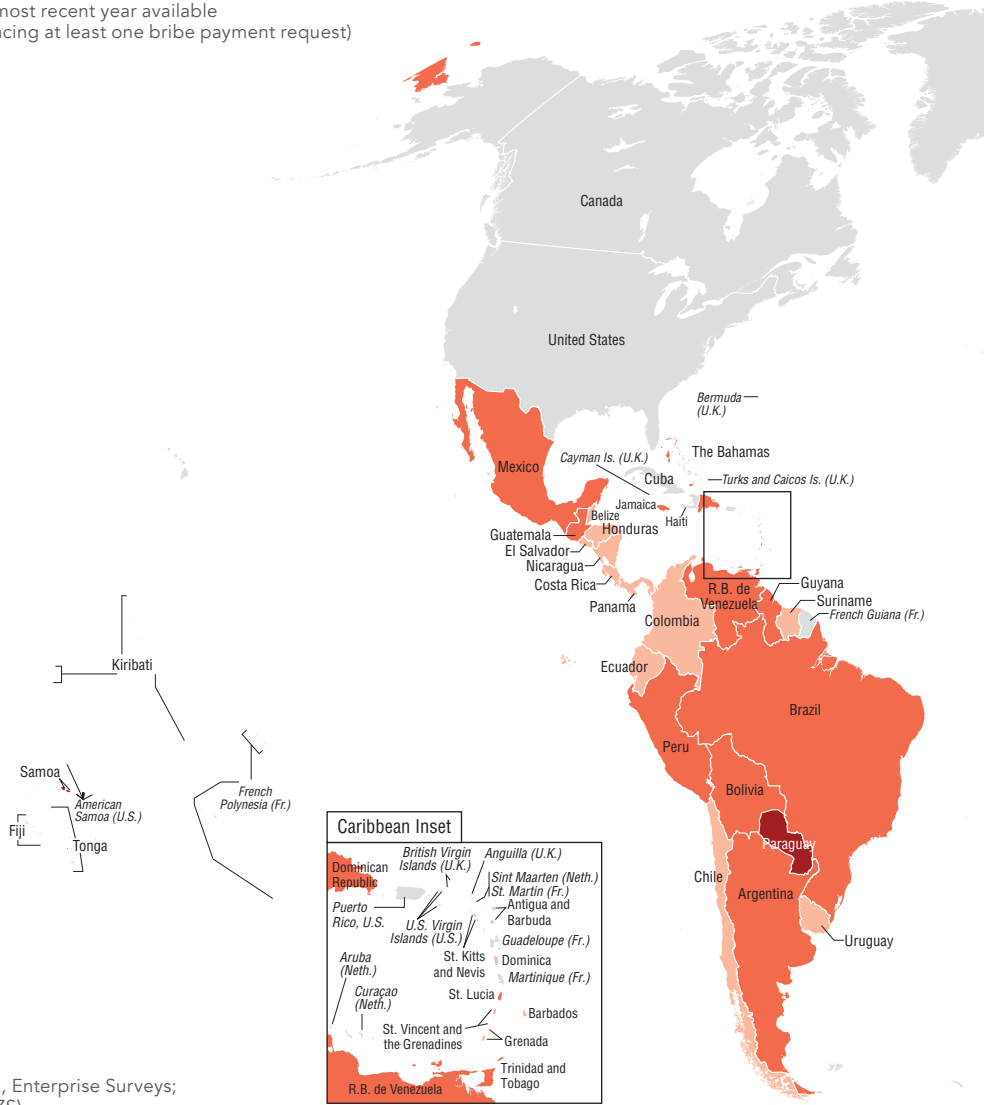 most recent year available
acing at least one bribe payment request)
Canada
United States
Bermuda
(U.K.)
The Bahamas
Cayman Is. (U.K.)
Cuba
Turks and Caicos Is. (U.K.)
Mexico
Jamaica
Haiti
Belize
Honduras
Guatemala
El Salvador
Nicaragua
Costa Rica
Panama
R.B. de
Venezuela
Guyana
Suriname
French Guiana (Fr.)
Colombia
Ecuador
Kiribati
Brazil
Peru
Samoa
American
Samoa (U.S.)
French
Polynesia (Fr.)
Fiji
Tonga
Bolivia
Paraguay
Chile
Argentina
Uruguay
Caribbean Inset
Dominican
Republic
British Virgin
Islands (U.K.)
Anguilla (U.K.)
Sint Maarten (Neth.)
St. Martin (Fr.)
Antigua and
Barbuda
Puerto
Rico, U.S.
U.S. Virgin
Islands (U.S.)
Guadeloupe (Fr.)
St. Kitts
and Nevis
Dominica
Martinique (Fr.)
Aruba
(Neth.)
Curaçao
(Neth.)
St. Lucia
Barbados
St. Vincent and
the Grenadines
Grenada
Trinidad and
Tobago
R.B. de Venezuela
, Enterprise Surveys;